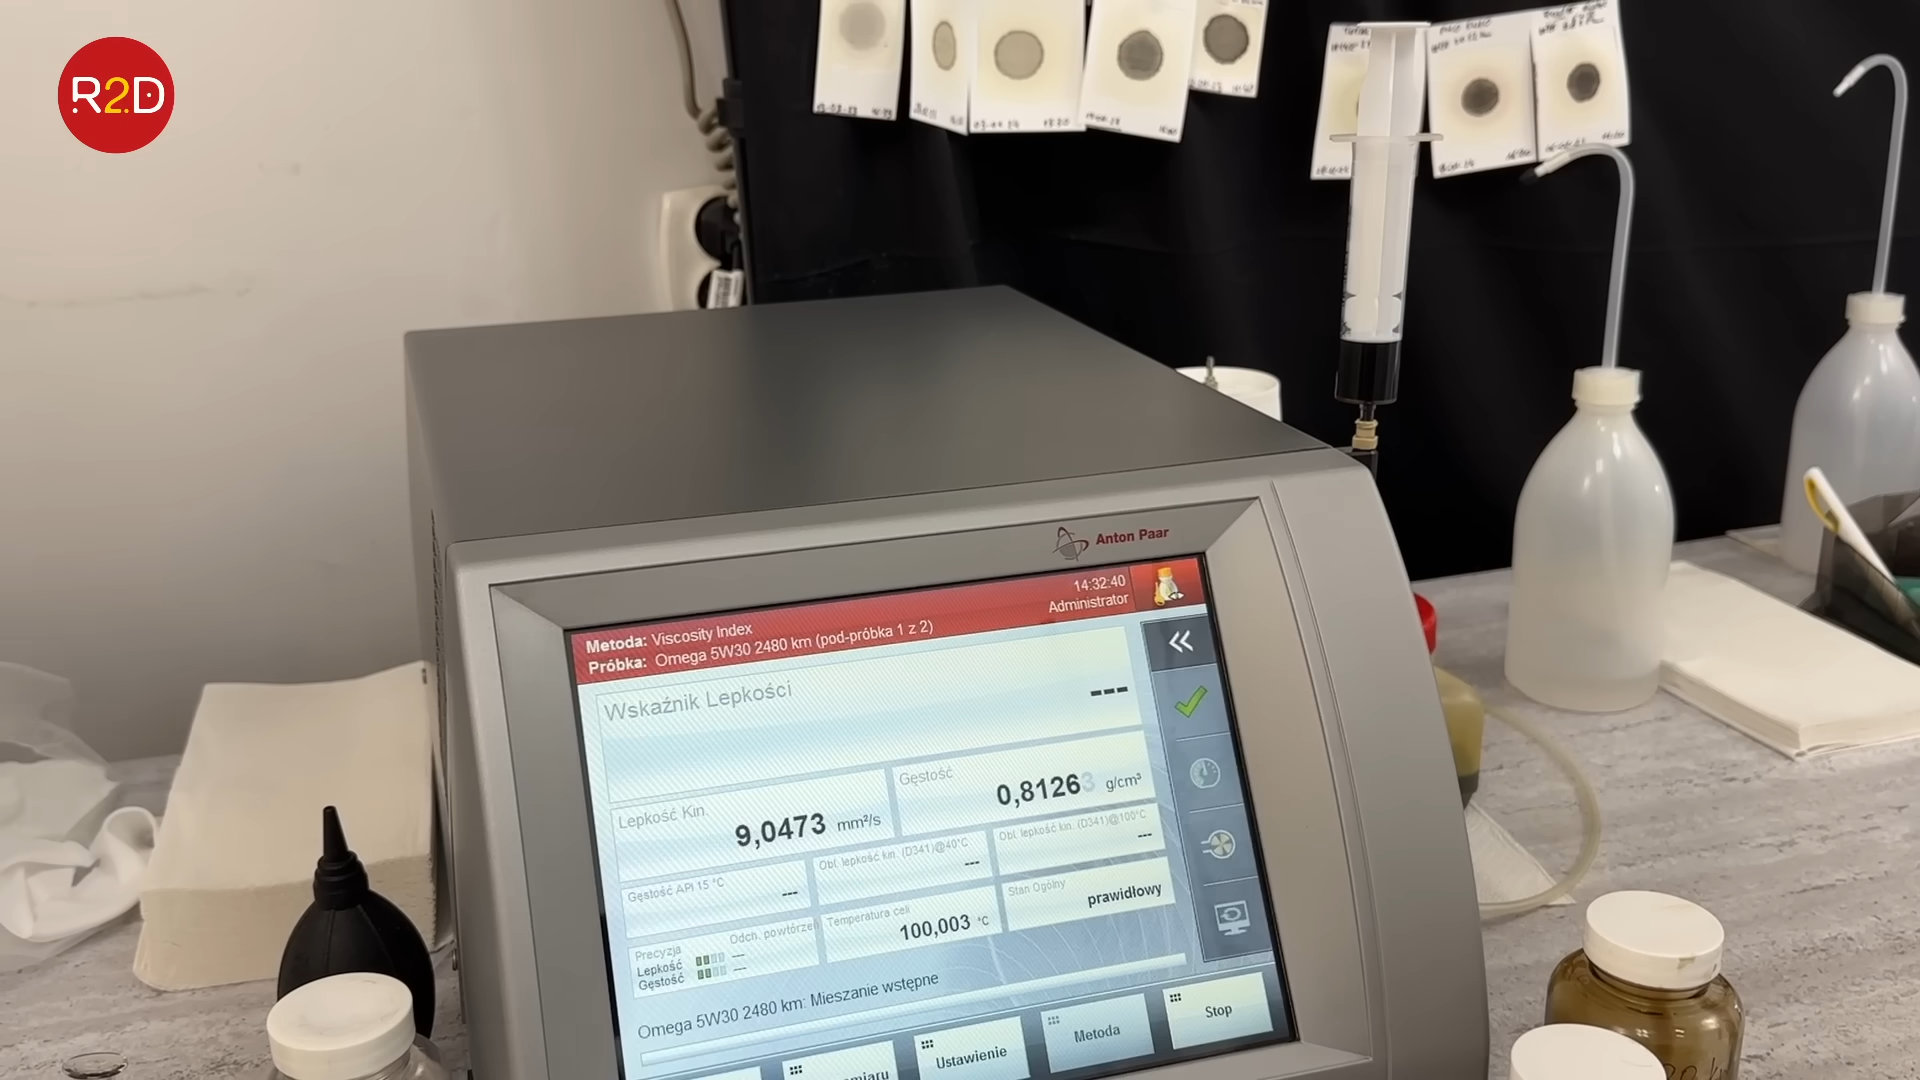 R2D
Anton Paar
14:32:40
Administrator
Metoda: Viscosity Index
Próbka: Omega 5W30 2480 km (pod-próbka 1 z 2)
Wskaźnik Lepkości
---
Lepkość Kin.
9,0473 mm²/s
Gęstość
0,81263 g/cm³
Gęstość API 15 °C
---
Obl. lepkość kin. (D341)@40°C
---
Obl. lepkość kin. (D341)@100°C
---
Precyzja
Odch. powtórzeń
Lepkość ---
Gęstość ---
Temperatura celi
100,003 °C
Stan Ogólny
prawidłowy
Omega 5W30 2480 km: Mieszanie wstępne
Ustawienie
Metoda
Stop